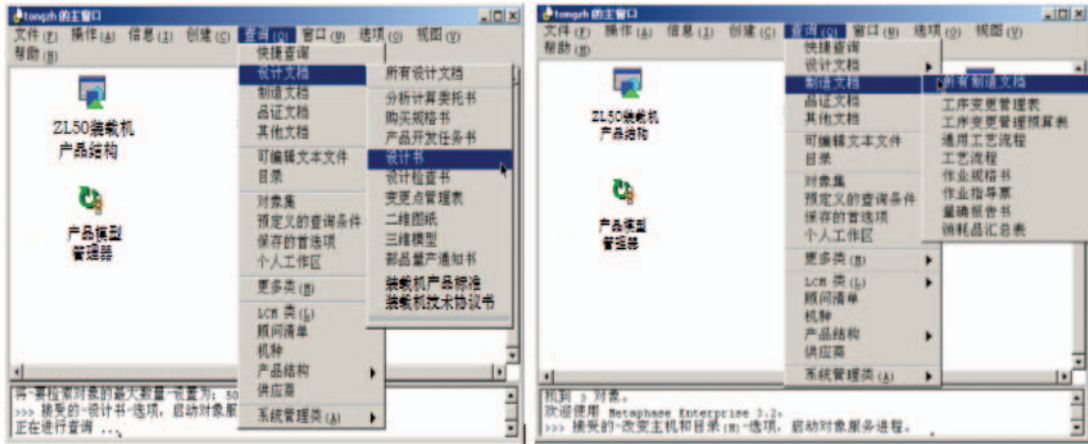 tongzh 的主窗口
文件(F) 操作(A) 信息(I) 创建(C) 查询(Q) 窗口(W) 选项(O) 视图(V)
帮助(H)
快捷查询
设计文档
制造文档
品证文档
其他文档
可编辑文本文件
目录
对象集
预定义的查询条件
保存的首选项
个人工作区
更多类(M)
LCM 类(L)
顾问清单
机种
产品结构
供应商
系统管理类(A)
所有设计文档
分析计算委托书
购买规格书
产品开发任务书
设计书
设计检查书
变更点管理表
二维图纸
三维模型
部品量产通知书
装载机产品标准
装载机技术协议书
ZL50装载机
产品结构
产品模型
管理器
将"要检索对象的最大数量"设置为: 50
>>> 接受的"设计书"选项, 启动对象服
正在进行查询 ...
tongzh 的主窗口
文件(F) 操作(A) 信息(I) 创建(C) 查询(Q) 窗口(W) 选项(O) 视图(V)
帮助(H)
快捷查询
设计文档
制造文档
品证文档
其他文档
可编辑文本文件
目录
对象集
预定义的查询条件
保存的首选项
个人工作区
更多类(M)
LCM 类(L)
顾问清单
机种
产品结构
供应商
系统管理类(A)
所有制造文档
工序变更管理表
工序变更管理预算表
通用工艺流程
工艺流程
作业规格书
作业指导票
量确报告书
消耗品汇总表
ZL50装载机
产品结构
产品模型
管理器
找到 3 对象。
欢迎使用 Metaphase Enterprise 3.2。
>>> 接受的"改变主机和目录(H)"选项, 启动对象服务进程。